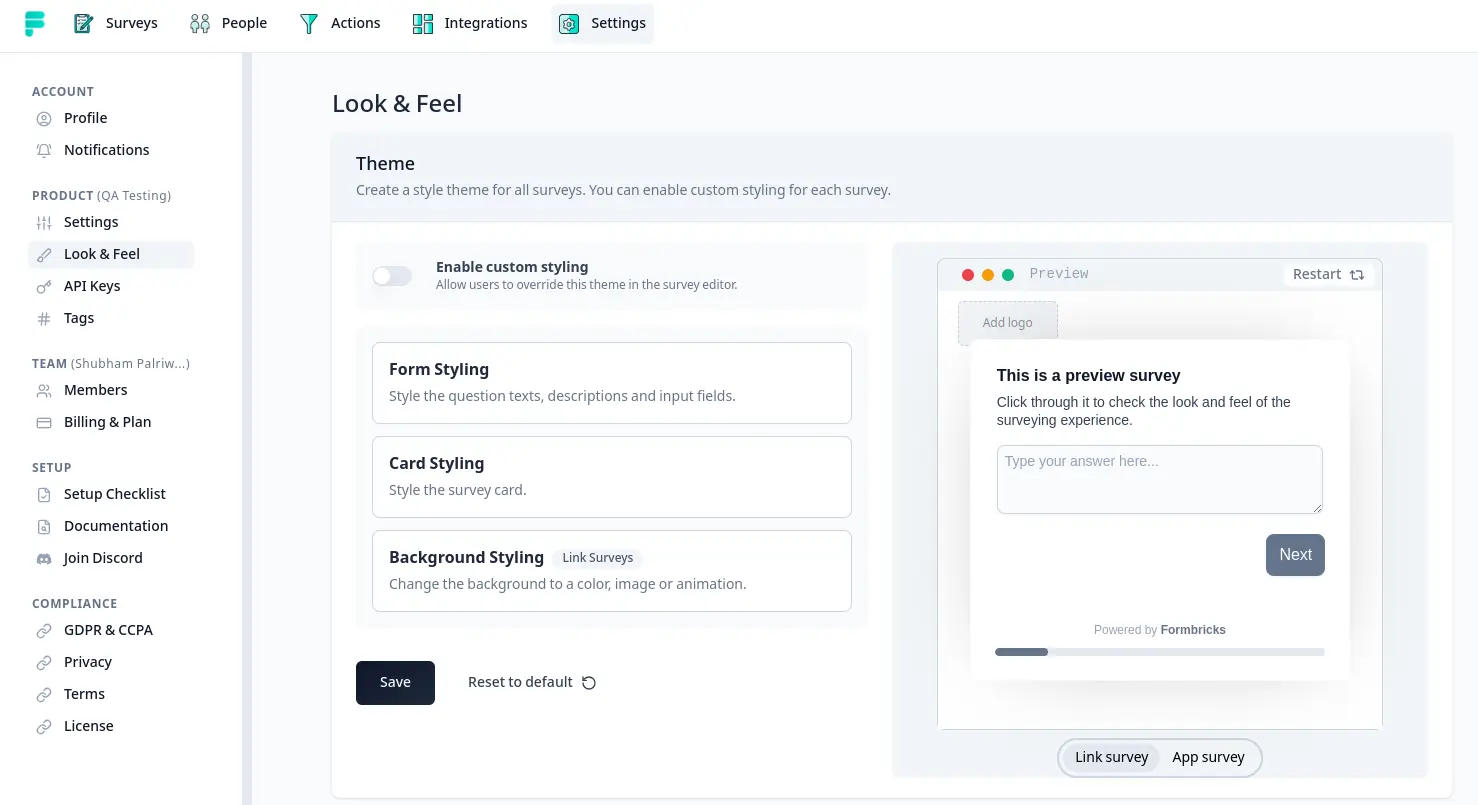 Surveys
People
Actions
Integrations
Settings
ACCOUNT
Profile
Notifications
PRODUCT (QA Testing)
Settings
Look & Feel
API Keys
Tags
TEAM (Shubham Palriw...)
Members
Billing & Plan
SETUP
Setup Checklist
Documentation
Join Discord
COMPLIANCE
GDPR & CCPA
Privacy
Terms
License
Look & Feel
Theme
Create a style theme for all surveys. You can enable custom styling for each survey.
Enable custom styling
Allow users to override this theme in the survey editor.
Form Styling
Style the question texts, descriptions and input fields.
Card Styling
Style the survey card.
Background Styling Link Surveys
Change the background to a color, image or animation.
Save
Reset to default
Preview
Restart
Add logo
This is a preview survey
Click through it to check the look and feel of the
surveying experience.
Type your answer here...
Next
Powered by Formbricks
Link survey
App survey